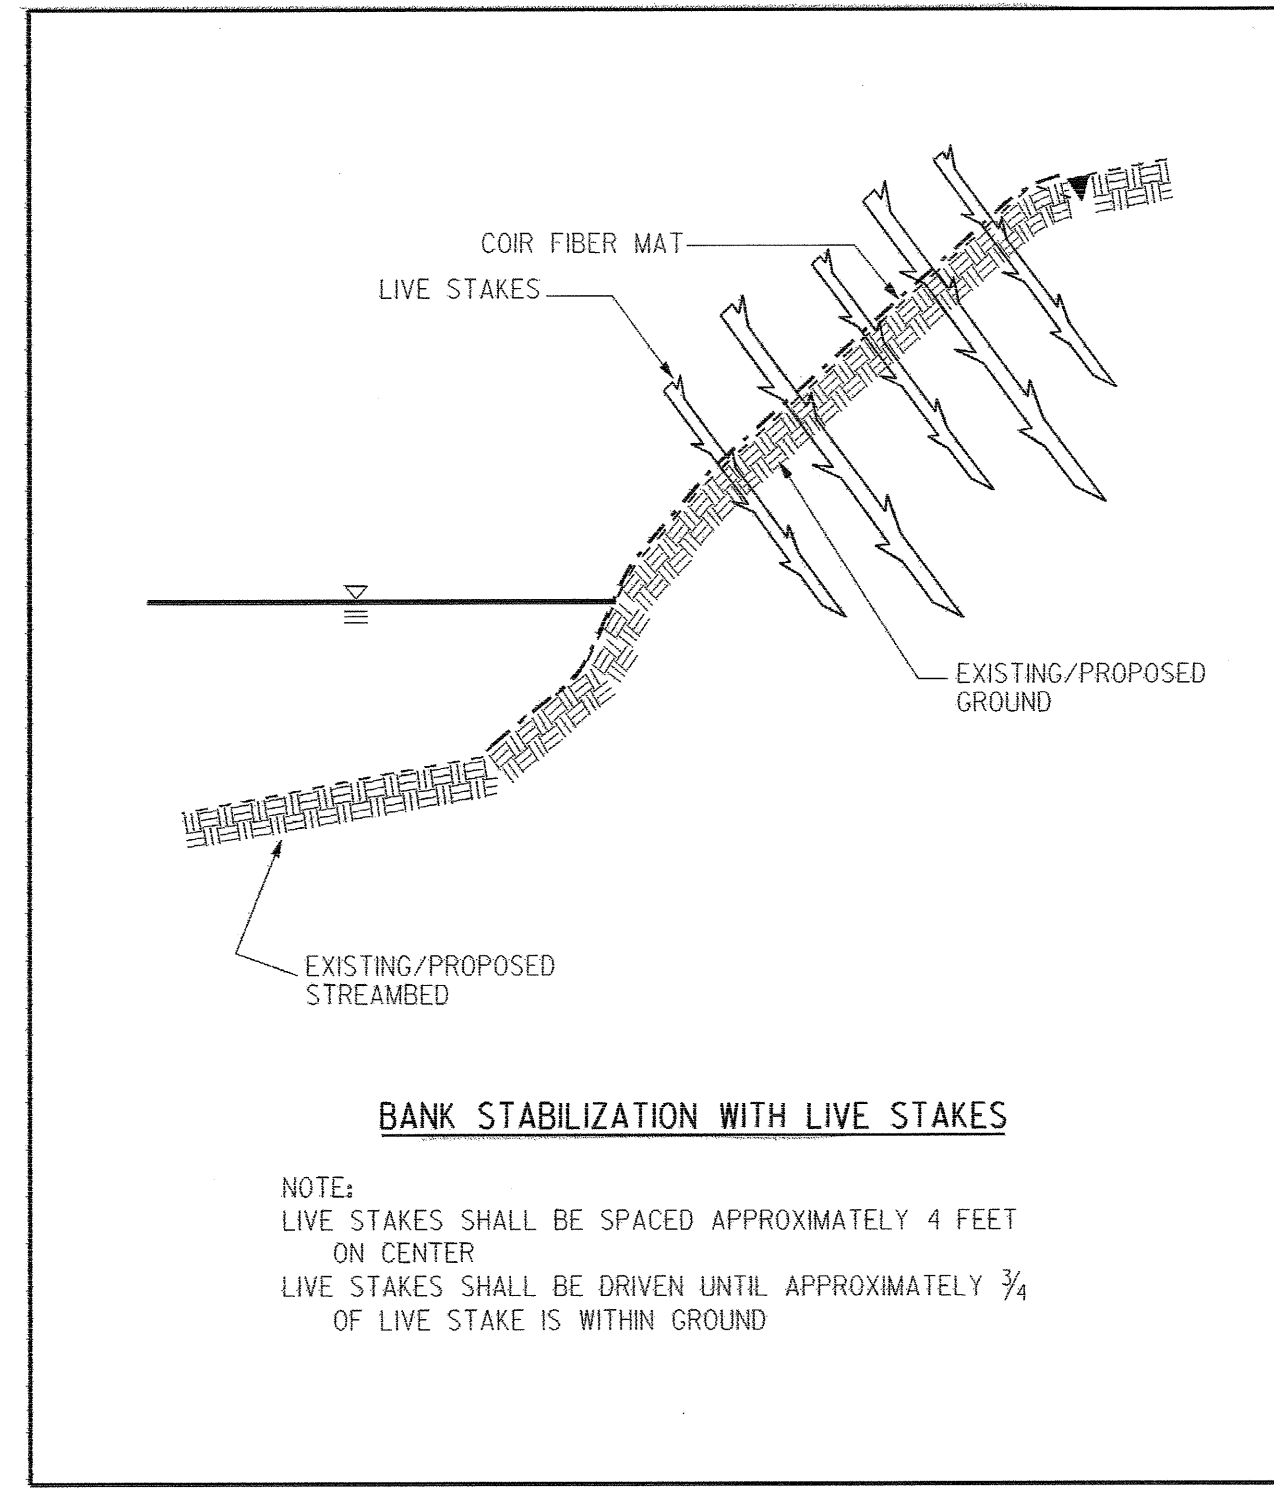 COIR FIBER MAT
LIVE STAKES
EXISTING/PROPOSED
GROUND
EXISTING/PROPOSED
STREAMBED
BANK STABILIZATION WITH LIVE STAKES
NOTE:
LIVE STAKES SHALL BE SPACED APPROXIMATELY 4 FEET
ON CENTER
LIVE STAKES SHALL BE DRIVEN UNTIL APPROXIMATELY 3/4
OF LIVE STAKE IS WITHIN GROUND